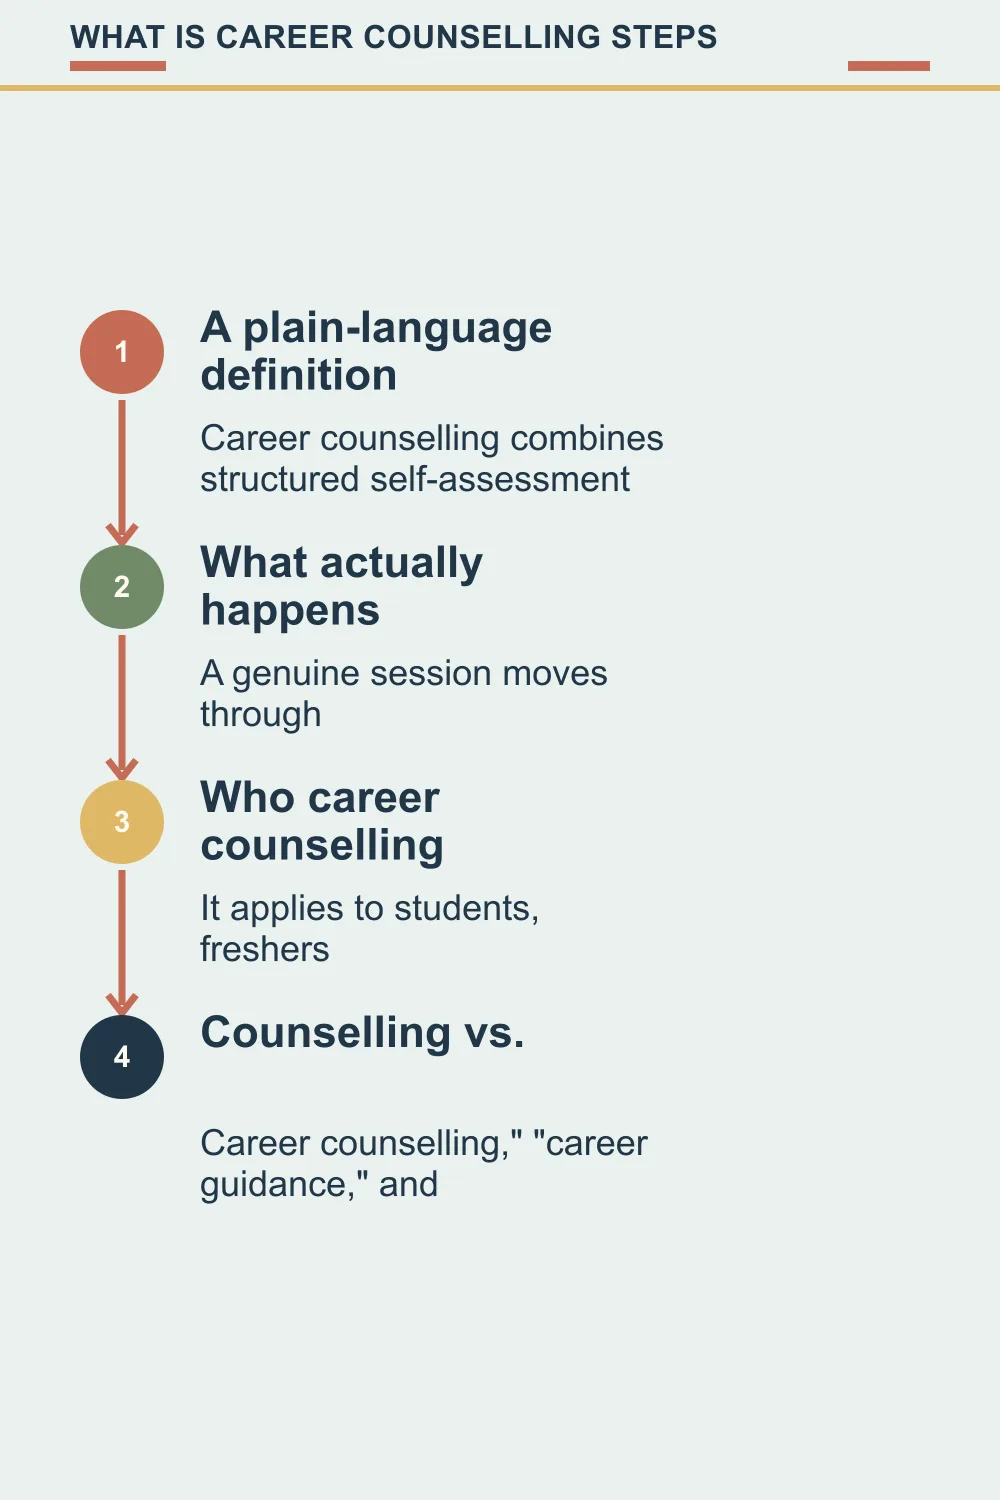 WHAT IS CAREER COUNSELLING STEPS
1
A plain-language
definition
Career counselling combines
structured self-assessment
2
What actually
happens
A genuine session moves
through
3
Who career
counselling
It applies to students,
freshers
4
Counselling vs.
Career counselling," "career
guidance," and